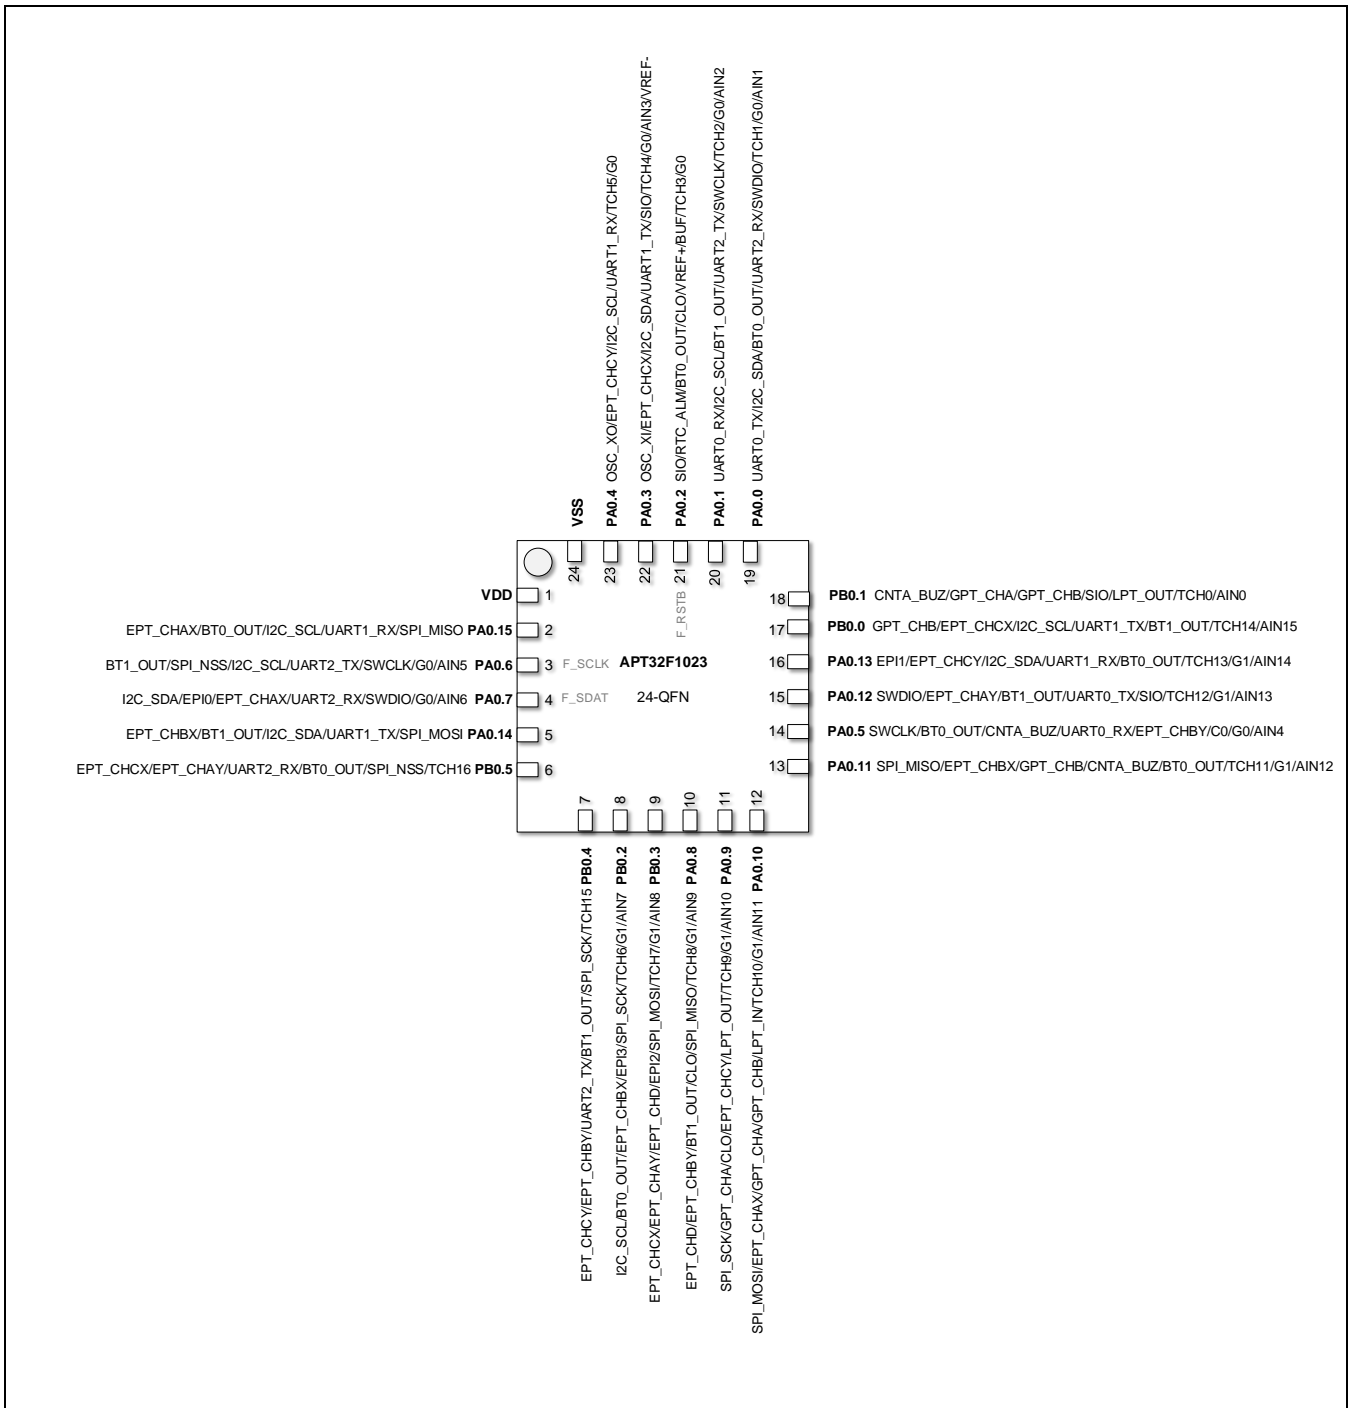 VSS
PA0.4 OSC_XO/EPT_CHCY/I2C_SCL/UART1_RX/TCH5/G0
PA0.3 OSC_XI/EPT_CHCX/I2C_SDA/UART1_TX/SIO/TCH4/G0/AIN3/VREF-
PA0.2 SIO/RTC_ALM/BT0_OUT/CLO/VREF+/BUF/TCH3/G0
PA0.1 UART0_RX/I2C_SCL/BT1_OUT/UART2_TX/SWCLK/TCH2/G0/AIN2
PA0.0 UART0_TX/I2C_SDA/BT0_OUT/UART2_RX/SWDIO/TCH1/G0/AIN1
24
23
22
21
20
19
F_RSTB
VDD 1
EPT_CHAX/BT0_OUT/I2C_SCL/UART1_RX/SPI_MISO PA0.15 2
BT1_OUT/SPI_NSS/I2C_SCL/UART2_TX/SWCLK/G0/AIN5 PA0.6 3 F_SCLK
I2C_SDA/EPI0/EPT_CHAX/UART2_RX/SWDIO/G0/AIN6 PA0.7 4 F_SDAT
EPT_CHBX/BT1_OUT/I2C_SDA/UART1_TX/SPI_MOSI PA0.14 5
EPT_CHCX/EPT_CHAY/UART2_RX/BT0_OUT/SPI_NSS/TCH16 PB0.5 6
APT32F1023
24-QFN
18 PB0.1 CNTA_BUZ/GPT_CHA/GPT_CHB/SIO/LPT_OUT/TCH0/AIN0
17 PB0.0 GPT_CHB/EPT_CHCX/I2C_SCL/UART1_TX/BT1_OUT/TCH14/AIN15
16 PA0.13 EPI1/EPT_CHCY/I2C_SDA/UART1_RX/BT0_OUT/TCH13/G1/AIN14
15 PA0.12 SWDIO/EPT_CHAY/BT1_OUT/UART0_TX/SIO/TCH12/G1/AIN13
14 PA0.5 SWCLK/BT0_OUT/CNTA_BUZ/UART0_RX/EPT_CHBY/C0/G0/AIN4
13 PA0.11 SPI_MISO/EPT_CHBX/GPT_CHB/CNTA_BUZ/BT0_OUT/TCH11/G1/AIN12
7
8
9
10
11
12
EPT_CHCY/EPT_CHBY/UART2_TX/BT1_OUT/SPI_SCK/TCH15 PB0.4
I2C_SCL/BT0_OUT/EPT_CHBX/EPI3/SPI_SCK/TCH6/G1/AIN7 PB0.2
EPT_CHCX/EPT_CHAY/EPT_CHD/EPI2/SPI_MOSI/TCH7/G1/AIN8 PB0.3
EPT_CHD/EPT_CHBY/BT1_OUT/CLO/SPI_MISO/TCH8/G1/AIN9 PA0.8
SPI_SCK/GPT_CHA/CLO/EPT_CHCY/LPT_OUT/TCH9/G1/AIN10 PA0.9
SPI_MOSI/EPT_CHAX/GPT_CHA/GPT_CHB/LPT_IN/TCH10/G1/AIN11 PA0.10